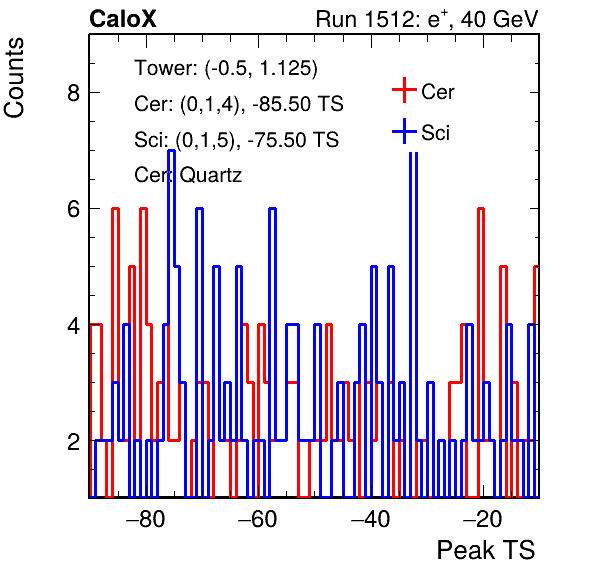 CaloX Run 1512: e⁺, 40 GeV
Counts
Tower: (-0.5, 1.125)
Cer: (0,1,4), -85.50 TS
Sci: (0,1,5), -75.50 TS
Cer: Quartz
Cer
Sci
8
6
4
2
−80 −60 −40 −20
Peak TS